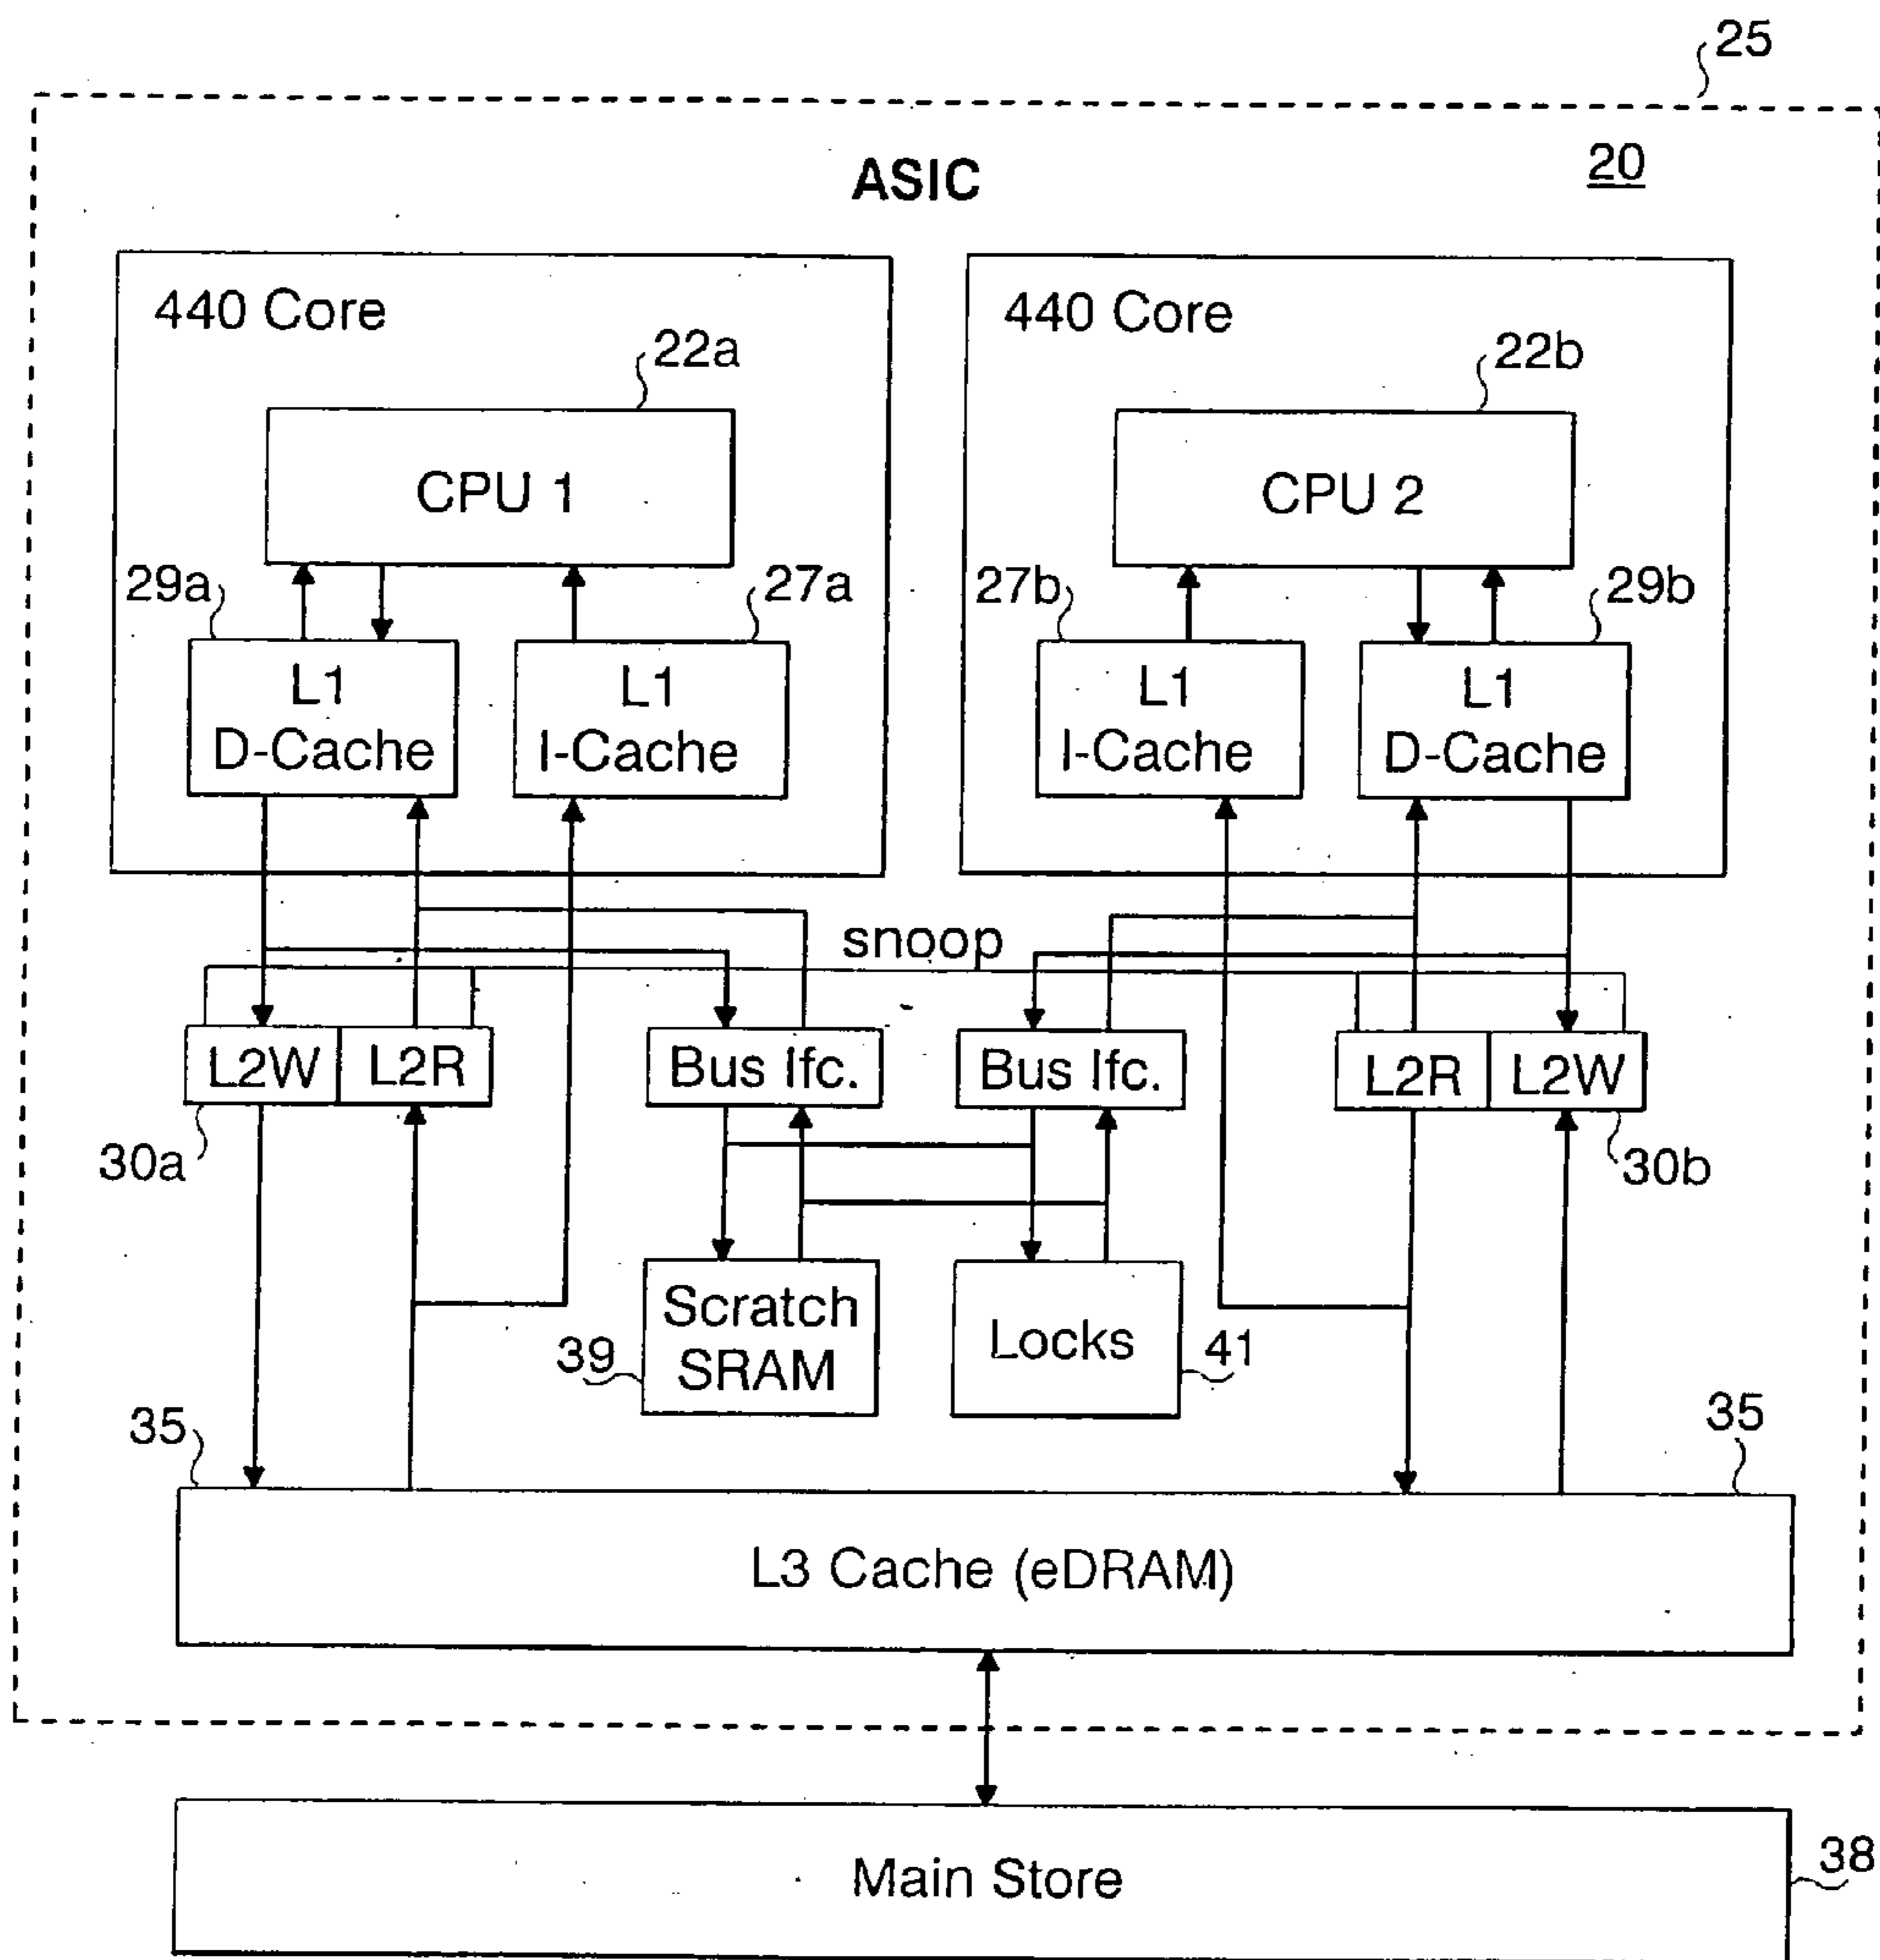 25
20
ASIC
440 Core
440 Core
22a
22b
CPU 1
CPU 2
29a
27a
27b
29b
L1
D-Cache
L1
I-Cache
L1
I-Cache
L1
D-Cache
snoop
L2W
L2R
Bus Ifc.
Bus Ifc.
L2R
L2W
30a
30b
Scratch
SRAM
Locks
39
41
35
35
L3 Cache (eDRAM)
Main Store
38